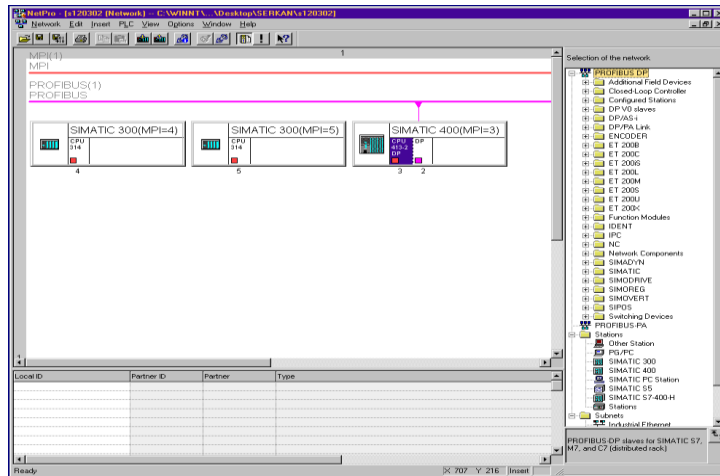 NetPro - [s120302 (Network) -- C:\WINNT\...\Desktop\SERKAN\s120302]
Network Edit Insert PLC View Options Window Help
1
MPI(1)
MPI
PROFIBUS(1)
PROFIBUS
SIMATIC 300(MPI=4)
CPU
314
4
SIMATIC 300(MPI=5)
CPU
314
5
SIMATIC 400(MPI=3)
CPU
413-2
DP
DP
3 2
Local ID Partner ID Partner Type
Selection of the network
PROFIBUS DP
Additional Field Devices
Closed-Loop Controller
Configured Stations
DP V0 slaves
DP/AS-i
DP/PA Link
ENCODER
ET 200B
ET 200C
ET 200iS
ET 200L
ET 200M
ET 200S
ET 200U
ET 200X
Function Modules
IDENT
IPC
NC
Network Components
SIMADYN
SIMATIC
SIMODRIVE
SIMOREG
SIMOVERT
SIPOS
Switching Devices
PROFIBUS-PA
Stations
Other Station
PG/PC
SIMATIC 300
SIMATIC 400
SIMATIC PC Station
SIMATIC S5
SIMATIC S7-400-H
Stations
Subnets
Industrial Ethernet
PROFIBUS-DP slaves for SIMATIC S7,
M7, and C7 (distributed rack)
Ready
X 707 Y 216 Insert